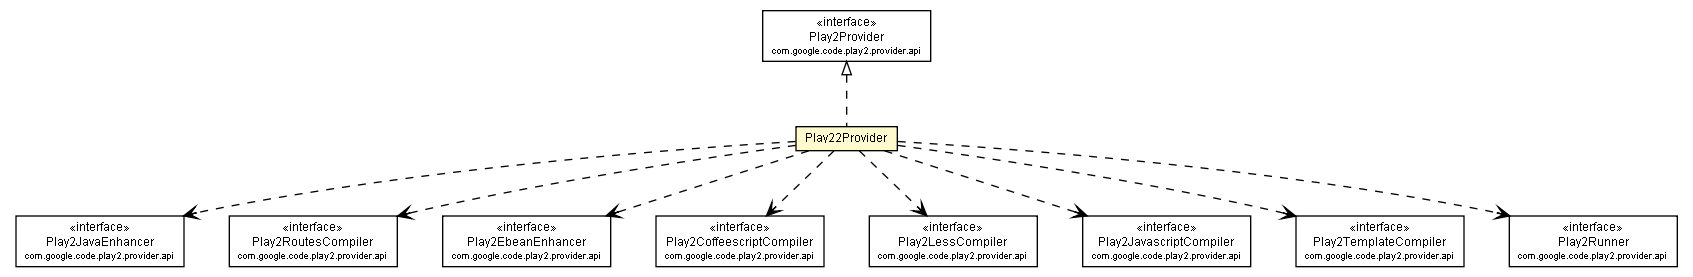 «interface»
Play2Provider
com.google.code.play2.provider.api
Play22Provider
«interface»
Play2JavaEnhancer
com.google.code.play2.provider.api
«interface»
Play2RoutesCompiler
com.google.code.play2.provider.api
«interface»
Play2EbeanEnhancer
com.google.code.play2.provider.api
«interface»
Play2CoffeescriptCompiler
com.google.code.play2.provider.api
«interface»
Play2LessCompiler
com.google.code.play2.provider.api
«interface»
Play2JavascriptCompiler
com.google.code.play2.provider.api
«interface»
Play2TemplateCompiler
com.google.code.play2.provider.api
«interface»
Play2Runner
com.google.code.play2.provider.api